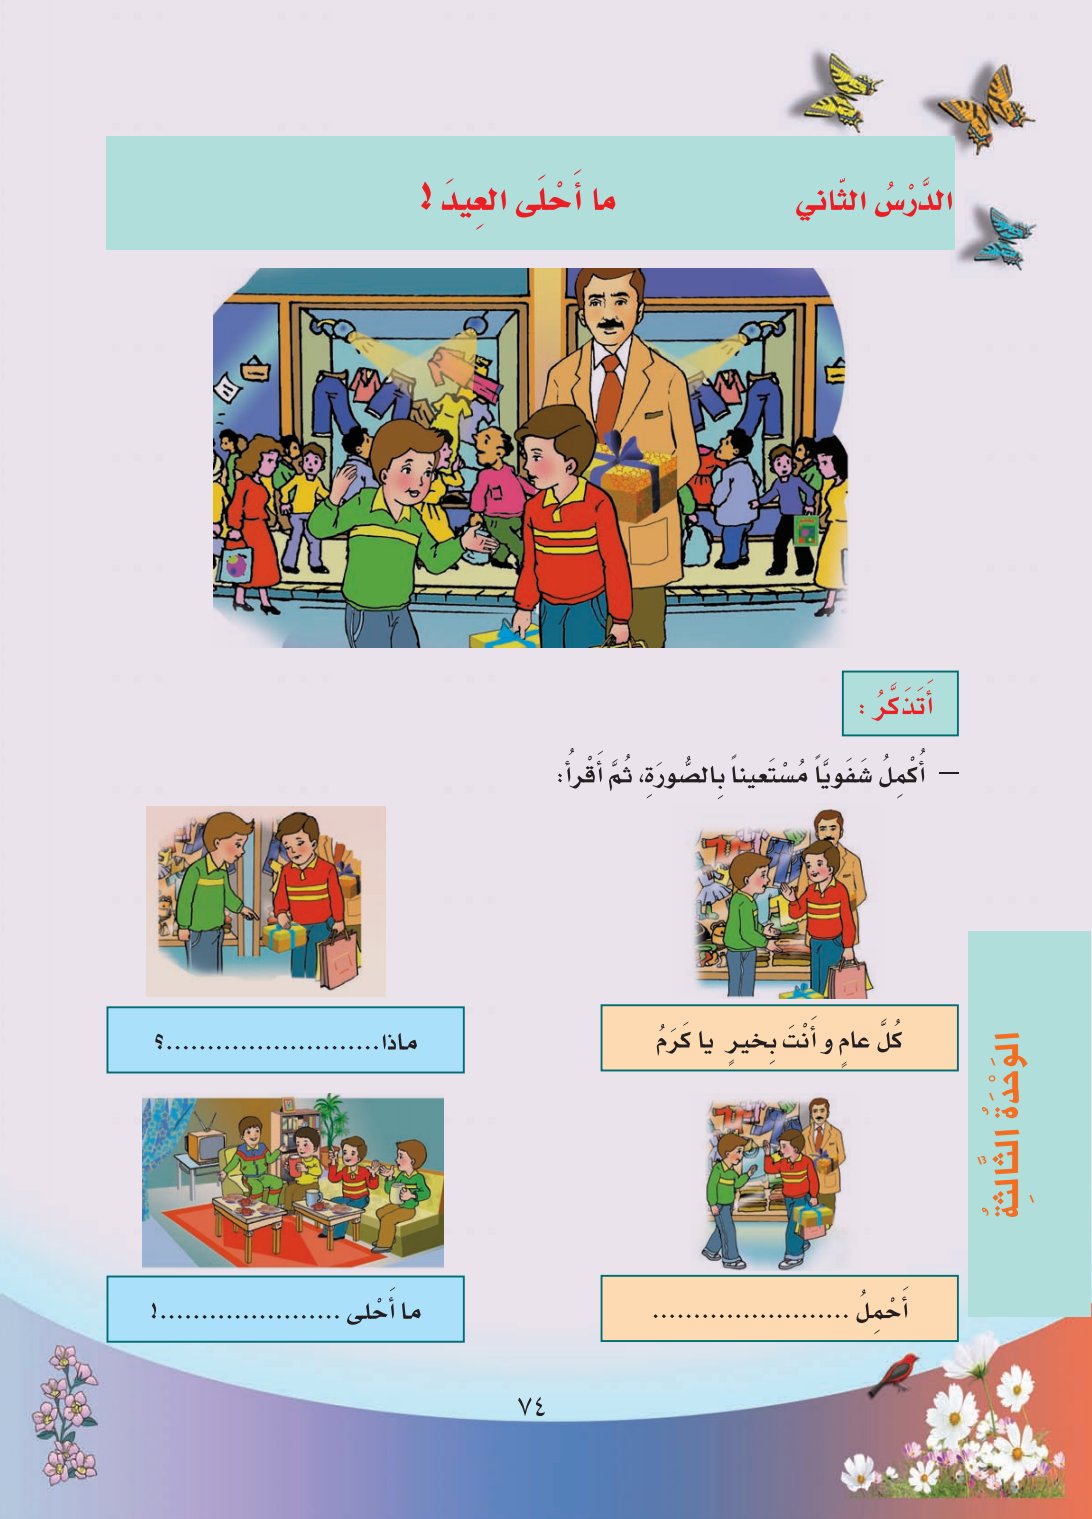 الدَّرْسُ الثّاني
ما أَحْلَى العِيدَ !
أَتَذَكَّرُ :
— أُكْمِلُ شَفَوِيَّاً مُسْتَعيناً بِالصُّورَةِ، ثُمَّ أَقْرأُ:
كُلَّ عامٍ و أَنْتَ بِخيرٍ يا كَرَمُ
ماذا..........................؟
أَحْمِلُ ........................
ما أَحْلى ......................!
الوَحْدَةُ الثَّالِثِةُ
٧٤